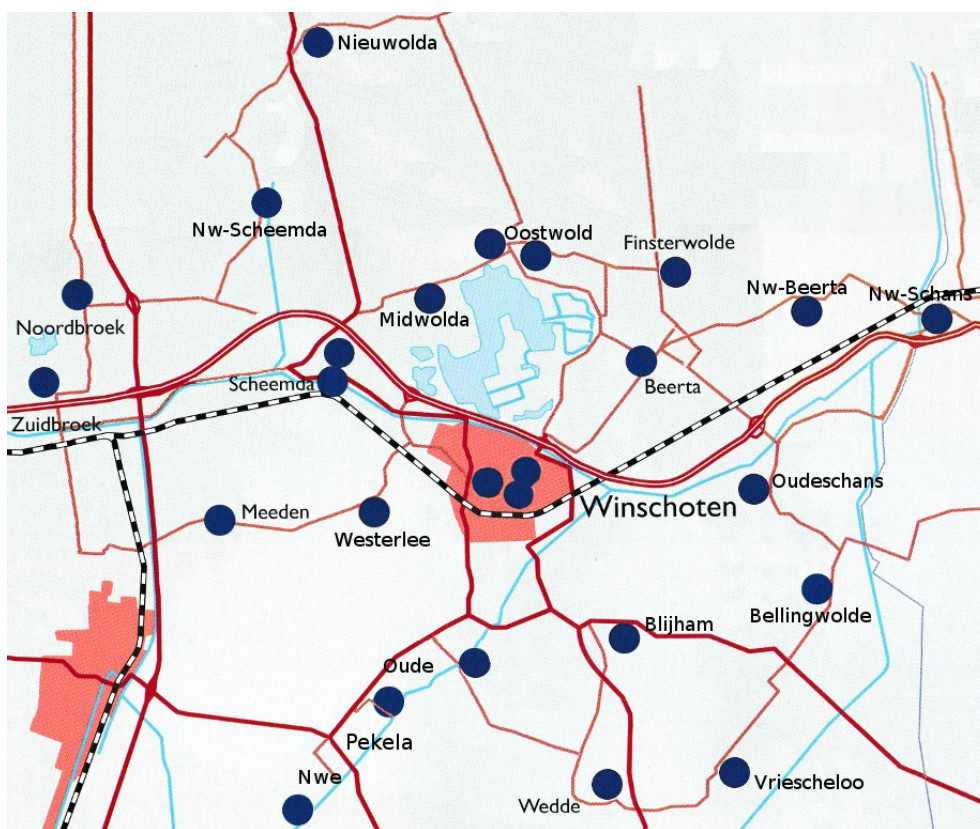 Nieuwolda
Nw-Scheemda
Oostwold
Finsterwolde
Nw-Beerta
Nw-Schans
Midwolda
Noordbroek
Scheemda
Beerta
Zuidbroek
Oudeschans
Winschoten
Meeden
Westerlee
Bellingwolde
Blijham
Oude
Pekela
Nwe
Vriescheloo
Wedde